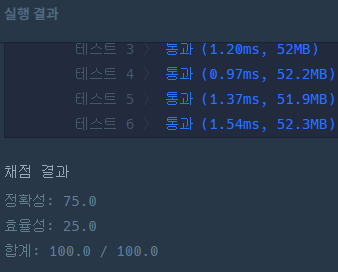 실행 결과
테스트 3 〉 통과 (1.20ms, 52MB)
테스트 4 〉 통과 (0.97ms, 52.2MB)
테스트 5 〉 통과 (1.37ms, 51.9MB)
테스트 6 〉 통과 (1.54ms, 52.3MB)
채점 결과
정확성: 75.0
효율성: 25.0
합계: 100.0 / 100.0